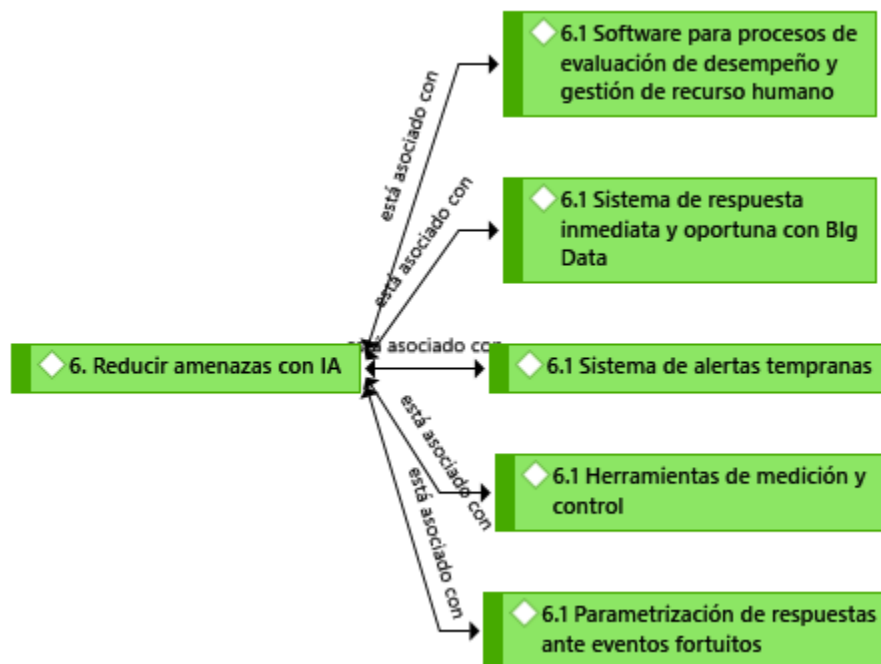 6.1 Software para procesos de
evaluación de desempeño y
gestión de recurso humano
está asociado con
6.1 Sistema de respuesta
inmediata y oportuna con BIg
Data
está asociado con
6. Reducir amenazas con IA
está asociado con
6.1 Sistema de alertas tempranas
está asociado con
6.1 Herramientas de medición y
control
está asociado con
6.1 Parametrización de respuestas
ante eventos fortuitos